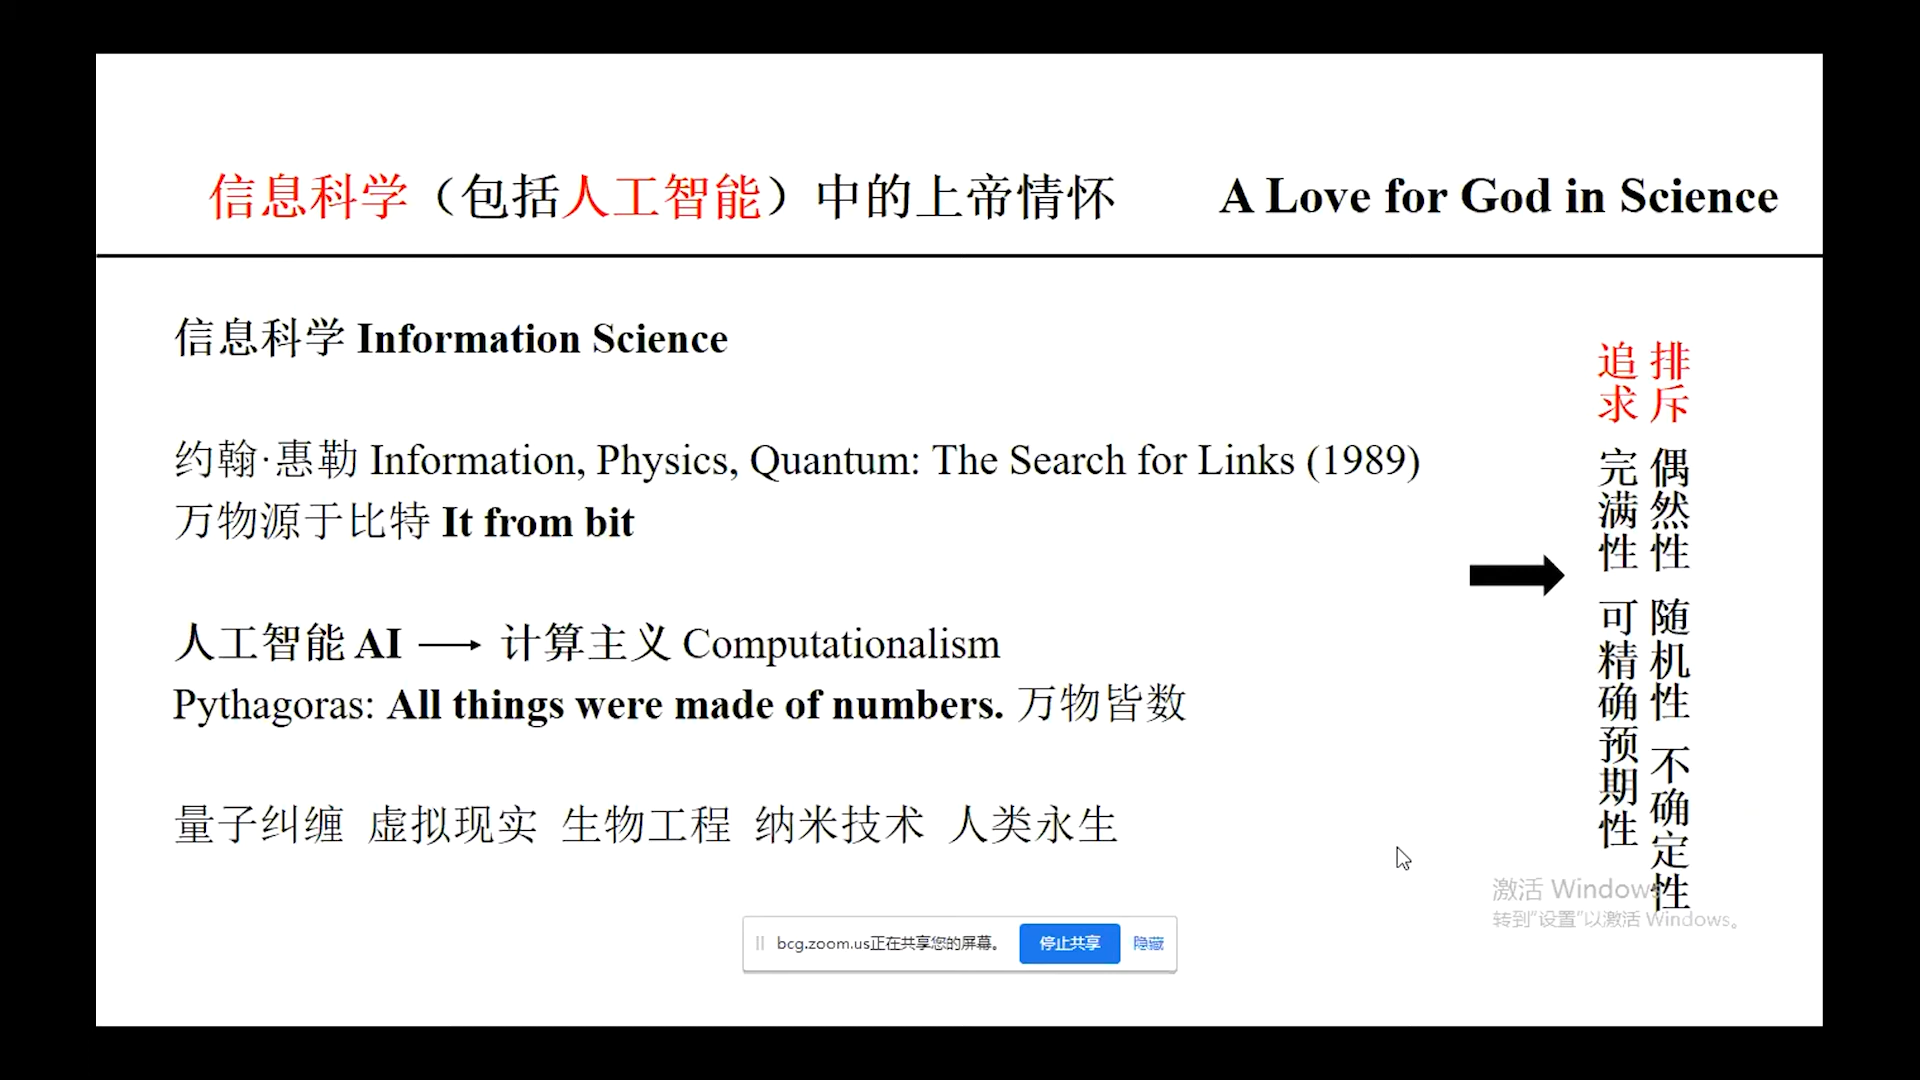 信息科学（包括人工智能）中的上帝情怀 A Love for God in Science
信息科学 Information Science
约翰·惠勒 Information, Physics, Quantum: The Search for Links (1989)
万物源于比特 It from bit
人工智能 AI ⟶ 计算主义 Computationalism
Pythagoras: All things were made of numbers. 万物皆数
量子纠缠 虚拟现实 生物工程 纳米技术 人类永生
追求 完满性 可精确预期性
排斥 偶然性 随机性 不确定性
激活 Windows
转到“设置”以激活 Windows。
bcg.zoom.us正在共享您的屏幕。 停止共享 隐藏